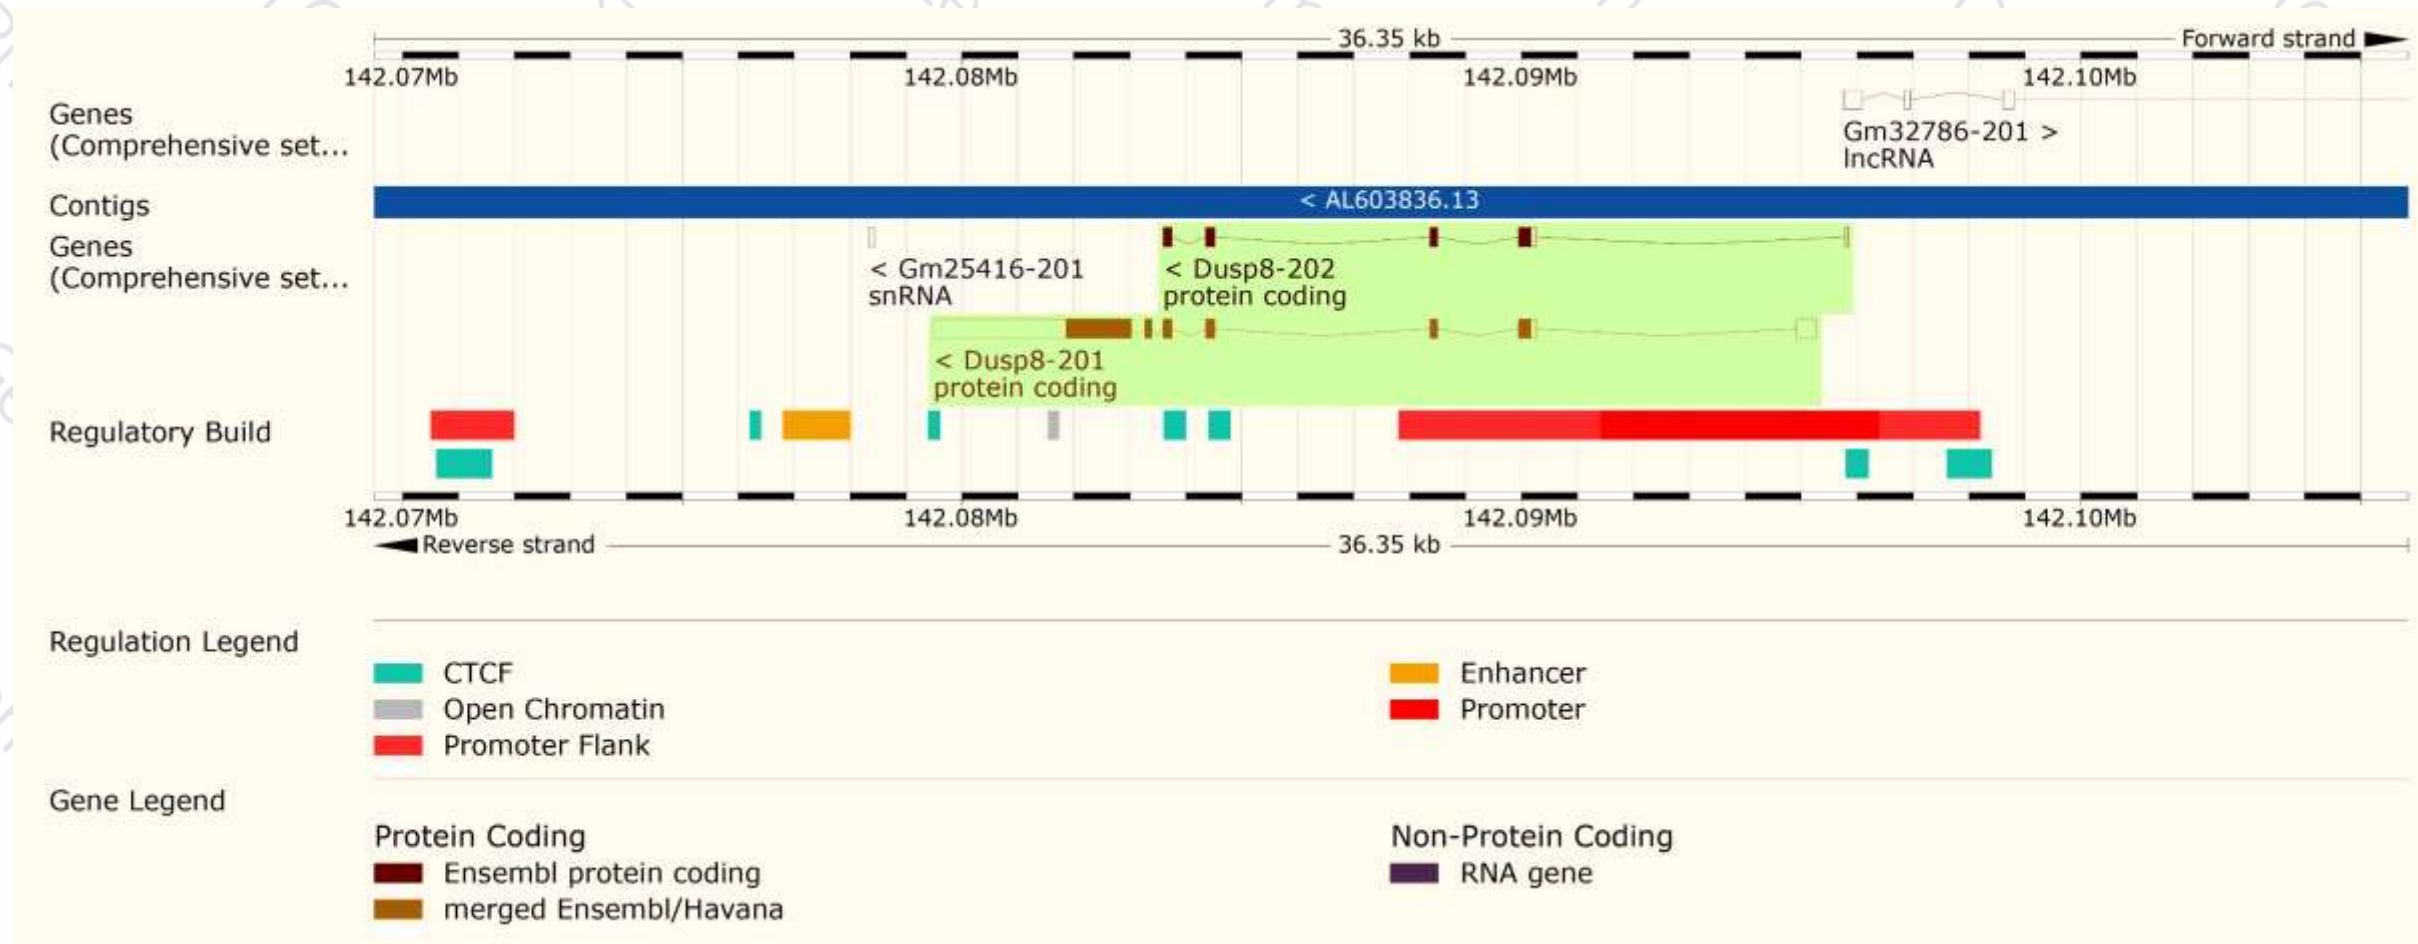 36.35 kb
Forward strand
142.07Mb 142.08Mb 142.09Mb 142.10Mb
Genes
(Comprehensive set...
Gm32786-201 >
lncRNA
Contigs
< AL603836.13
Genes
(Comprehensive set...
< Gm25416-201
snRNA
< Dusp8-202
protein coding
< Dusp8-201
protein coding
Regulatory Build
142.07Mb 142.08Mb 142.09Mb 142.10Mb
Reverse strand
36.35 kb
Regulation Legend
CTCF
Enhancer
Open Chromatin
Promoter
Promoter Flank
Gene Legend
Protein Coding
Non-Protein Coding
Ensembl protein coding
RNA gene
merged Ensembl/Havana